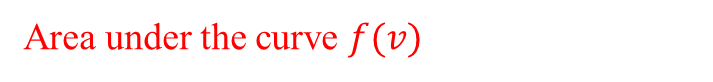 Area under the curve 𝑓(𝑣)